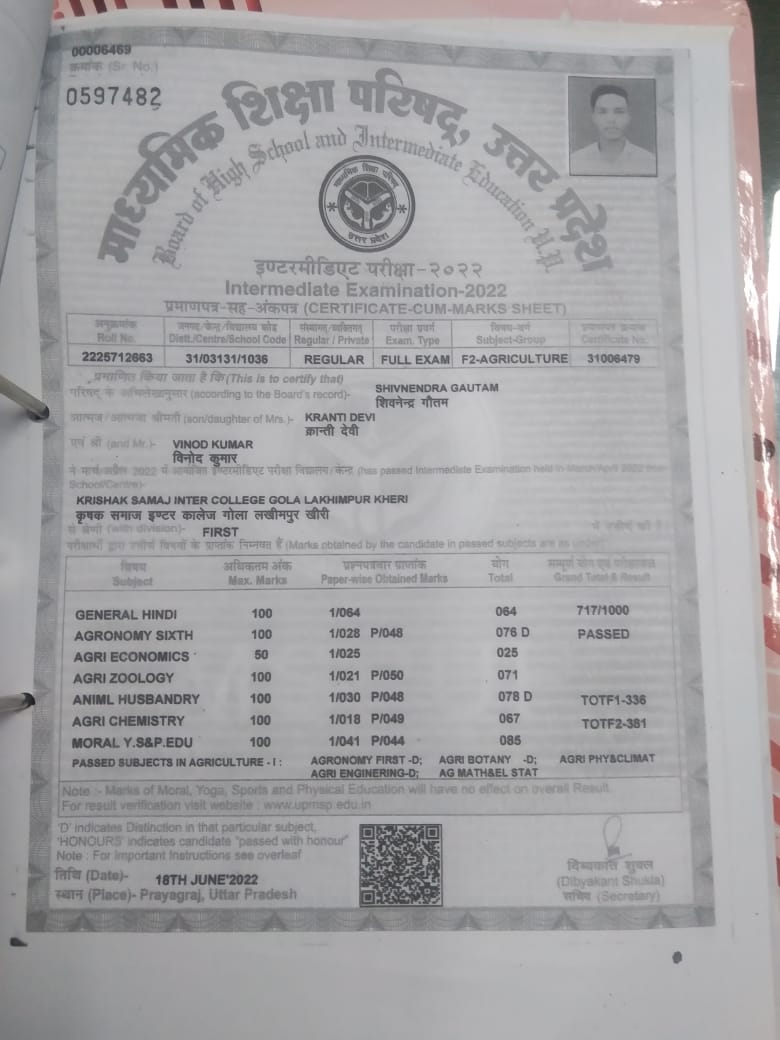 00006469
क्रमांक (Sr. No.)
0597482
माध्यमिक शिक्षा परिषद्, उत्तर प्रदेश
Board of High School and Intermediate Education U.P.
माध्यमिक शिक्षा परिषद
उत्तर प्रदेश
इण्टरमीडिएट परीक्षा-२०२२
Intermediate Examination-2022
प्रमाणपत्र-सह-अंकपत्र (CERTIFICATE-CUM-MARKS SHEET)
अनुक्रमांक जनपद/केन्द्र/विद्यालय कोड संस्थागत/व्यक्तिगत परीक्षा प्रकार विषय-वर्ग प्रमाणपत्र क्रमांक
Roll No. Distt./Centre/School Code Regular / Private Exam. Type Subject-Group Certificate No.
2225712663 31/03131/1036 REGULAR FULL EXAM F2-AGRICULTURE 31006479
प्रमाणित किया जाता है कि (This is to certify that) SHIVNENDRA GAUTAM
परिषद् के अभिलेखानुसार (according to the Board's record)- शिवनेन्द्र गौतम
आत्मज/आत्मजा श्रीमती (son/daughter of Mrs.)- KRANTI DEVI
क्रान्ती देवी
एवं श्री (and Mr.)- VINOD KUMAR
विनोद कुमार
ने मार्च/अप्रैल 2022 में आयोजित इण्टरमीडिएट परीक्षा विद्यालय/केन्द्र (has passed Intermediate Examination held in March/April 2022 from
School/Centre)-
KRISHAK SAMAJ INTER COLLEGE GOLA LAKHIMPUR KHERI
कृषक समाज इण्टर कालेज गोला लखीमपुर खीरी
से श्रेणी (with division)- FIRST में उत्तीर्ण की है
परीक्षार्थी द्वारा उत्तीर्ण विषयों के प्राप्तांक निम्नवत हैं (Marks obtained by the candidate in passed subjects are as under)
विषय अधिकतम अंक प्रश्नपत्रवार प्राप्तांक योग सम्पूर्ण योग एवं परीक्षाफल
Subject Max. Marks Paper-wise Obtained Marks Total Grand Total & Result
GENERAL HINDI 100 1/064 064 717/1000
AGRONOMY SIXTH 100 1/028 P/048 076 D PASSED
AGRI ECONOMICS 50 1/025 025
AGRI ZOOLOGY 100 1/021 P/050 071
ANIML HUSBANDRY 100 1/030 P/048 078 D TOTF1-336
AGRI CHEMISTRY 100 1/018 P/049 067 TOTF2-381
MORAL Y.S&P.EDU 100 1/041 P/044 085
PASSED SUBJECTS IN AGRICULTURE - I : AGRONOMY FIRST -D; AGRI BOTANY -D; AGRI PHY&CLIMAT
AGRI ENGINERING-D; AG MATH&EL STAT
Note :- Marks of Moral, Yoga, Sports and Physical Education will have no effect on overall Result.
For result verification visit website : www.upmsp.edu.in
'D' indicates Distinction in that particular subject,
'HONOURS' indicates candidate "passed with honour"
Note : For Important Instructions see overleaf
तिथि (Date)- 18TH JUNE'2022
स्थान (Place)- Prayagraj, Uttar Pradesh
दिव्यकांत शुक्ल
(Dibyakant Shukla)
सचिव (Secretary)